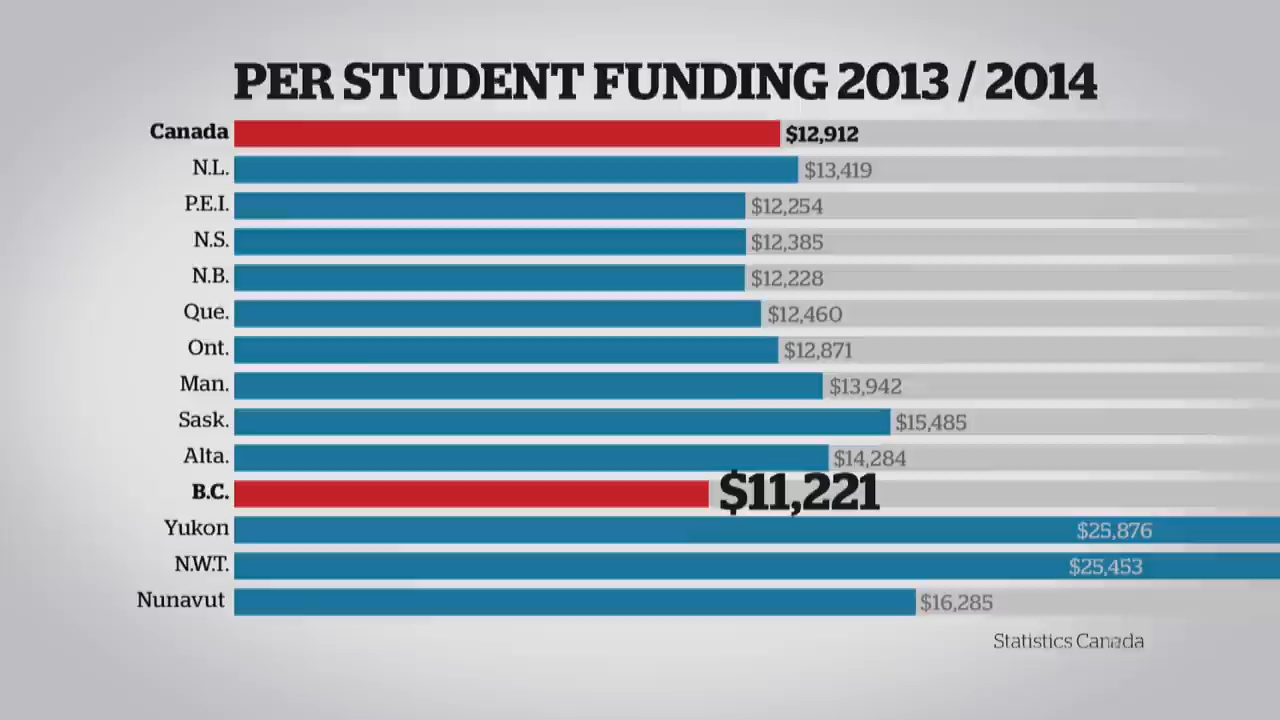 PER STUDENT FUNDING 2013 / 2014
Canada $12,912
N.L. $13,419
P.E.I. $12,254
N.S. $12,385
N.B. $12,228
Que. $12,460
Ont. $12,871
Man. $13,942
Sask. $15,485
Alta. $14,284
B.C. $11,221
Yukon $25,876
N.W.T. $25,453
Nunavut $16,285
Statistics Canada